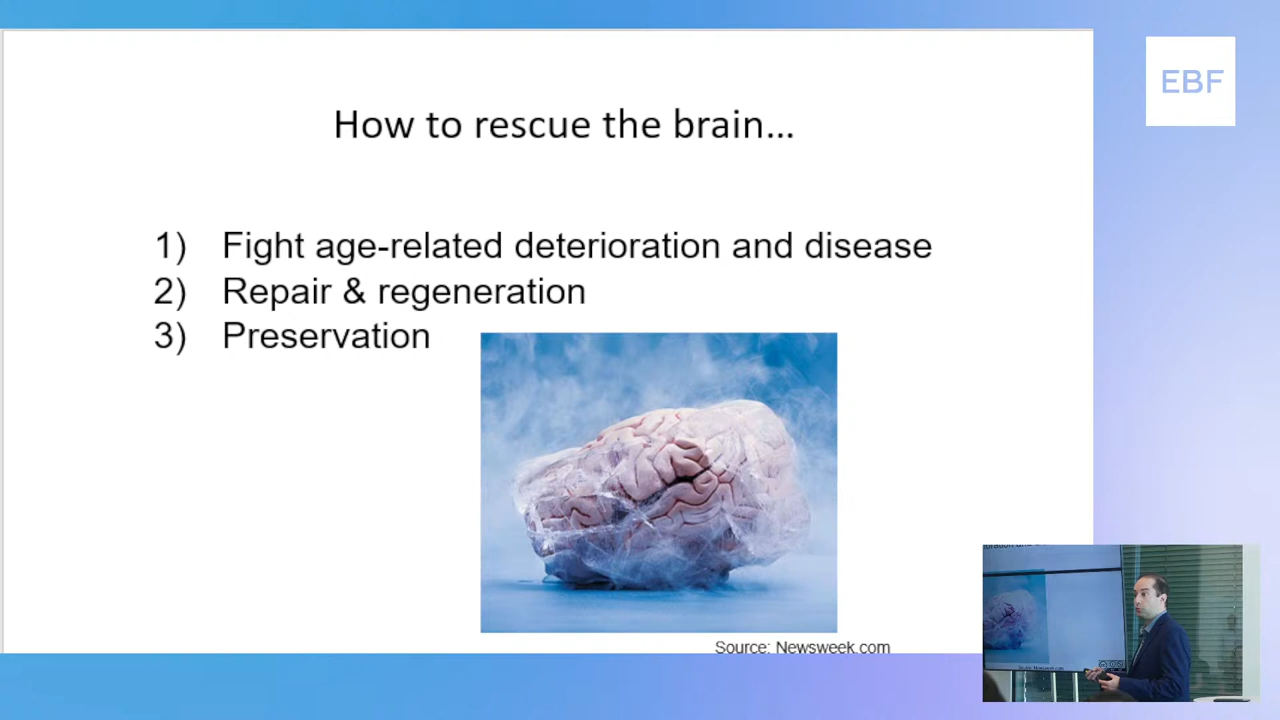 EBF
How to rescue the brain...
1) Fight age-related deterioration and disease
2) Repair & regeneration
3) Preservation
Source: Newsweek.com